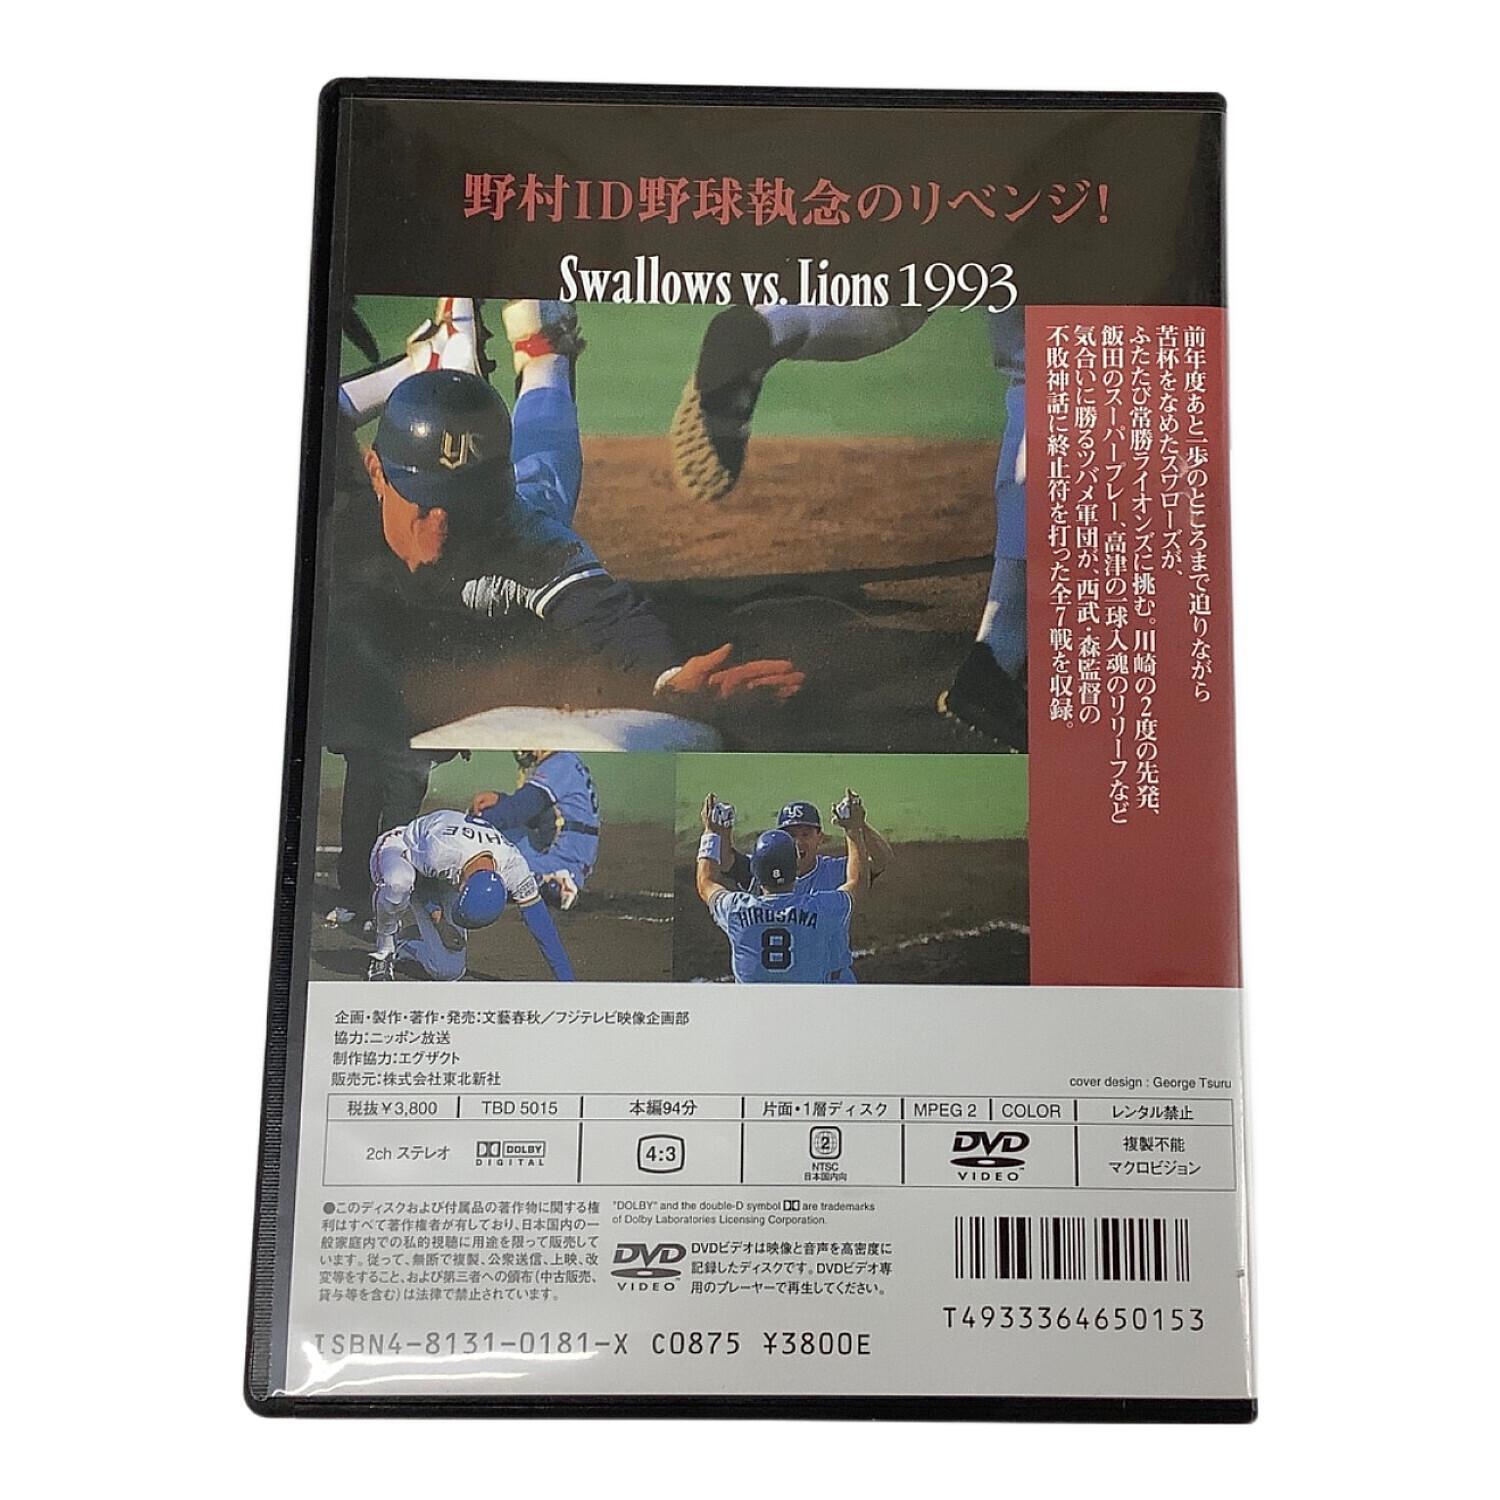 野村ID野球執念のリベンジ!
Swallows vs. Lions 1993
前年度あと一歩のところまで迫りながら
苦杯をなめたスワローズが、
ふたたび常勝ライオンズに挑む。川崎の2度の先発、
飯田のスーパープレー、高津の一球入魂のリリーフなど
気合いに勝るツバメ軍団が、西武・森監督の
不敗神話に終止符を打った全7戦を収録。
YS
SHIGE
YS
8
HIROSAWA
8
企画・製作・著作・発売:文藝春秋/フジテレビ映像企画部
協力:ニッポン放送
制作協力:エグザクト
販売元:株式会社東北新社
cover design : George Tsuru
税抜¥3,800 TBD 5015 本編94分 片面・1層ディスク MPEG 2 COLOR レンタル禁止
2ch ステレオ DOLBY DIGITAL 4:3 2 NTSC 日本国内向 DVD VIDEO 複製不能 マクロビジョン
●このディスクおよび付属品の著作物に関する権
利はすべて著作権者が有しており、日本国内の一
般家庭内での私的視聴に用途を限って販売して
います。従って、無断で複製、公衆送信、上映、改
変等をすること、および第三者への頒布(中古販売、
貸与等を含む)は法律で禁止されています。
"DOLBY" and the double-D symbol are trademarks
of Dolby Laboratories Licensing Corporation.
DVD VIDEO
DVDビデオは映像と音声を高密度に
記録したディスクです。DVDビデオ専
用のプレーヤーで再生してください。
T4933364650153
ISBN4-8131-0181-X C0875 ¥3800E